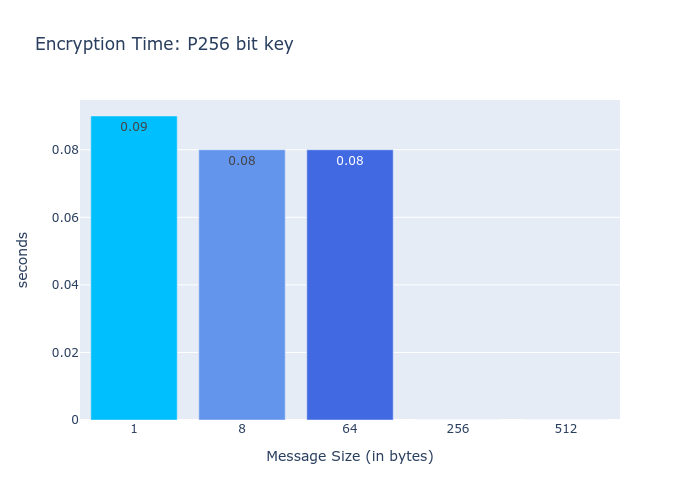 Encryption Time: P256 bit key
0.09
0.08
0.08
0.08
0.06
0.04
0.02
0
seconds
1 8 64 256 512
Message Size (in bytes)